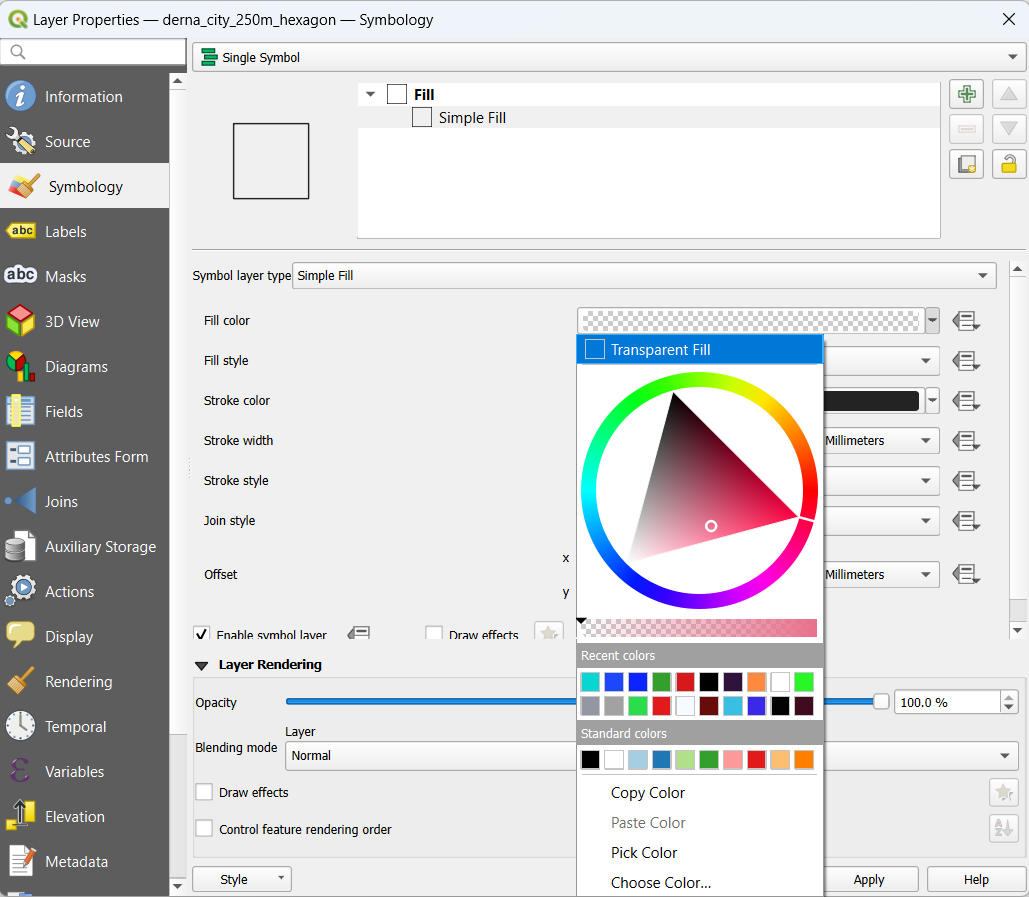 Layer Properties — derna_city_250m_hexagon — Symbology
Single Symbol
Information
Source
Symbology
abc Labels
abc Masks
3D View
Diagrams
Fields
Attributes Form
Joins
Auxiliary Storage
Actions
Display
Rendering
Temporal
ε Variables
Elevation
Metadata
Fill
Simple Fill
Symbol layer type Simple Fill
Fill color
Transparent Fill
Fill style
Stroke color
Stroke width
Millimeters
Stroke style
Join style
x
Offset
Millimeters
y
Enable symbol layer
Draw effects
Layer Rendering
Recent colors
Opacity
100.0 %
Layer
Standard colors
Blending mode
Normal
Draw effects
Copy Color
Paste Color
Control feature rendering order
Pick Color
Choose Color...
Style
Apply
Help